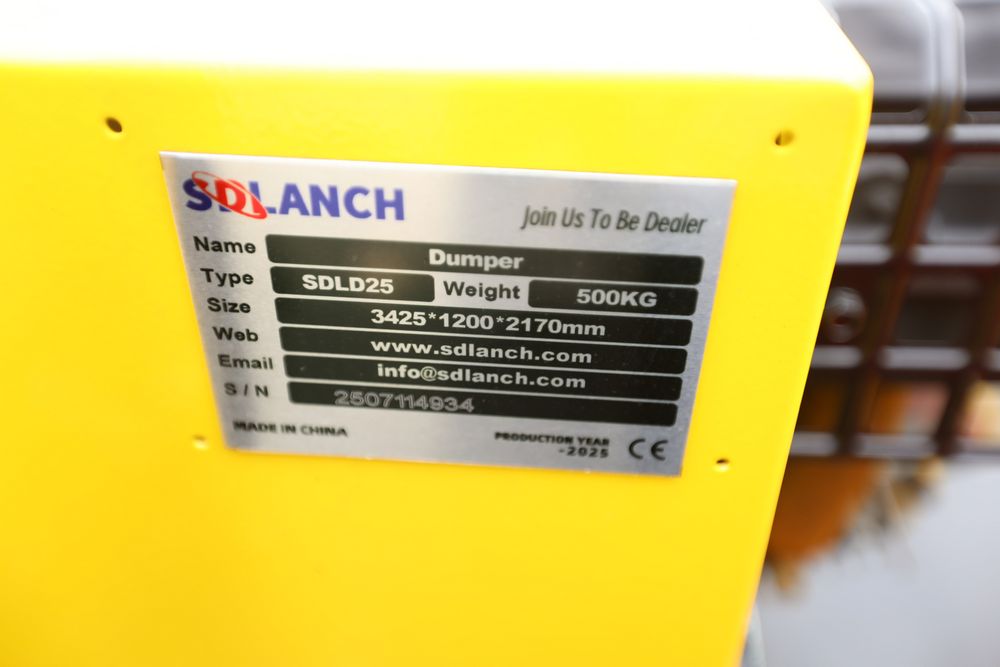 SDLANCH
Join Us To Be Dealer
Name Dumper
Type SDLD25 Weight 500KG
Size 3425*1200*2170mm
Web www.sdlanch.com
Email info@sdlanch.com
S/N 2507114934
MADE IN CHINA
PRODUCTION YEAR
-2025
CE